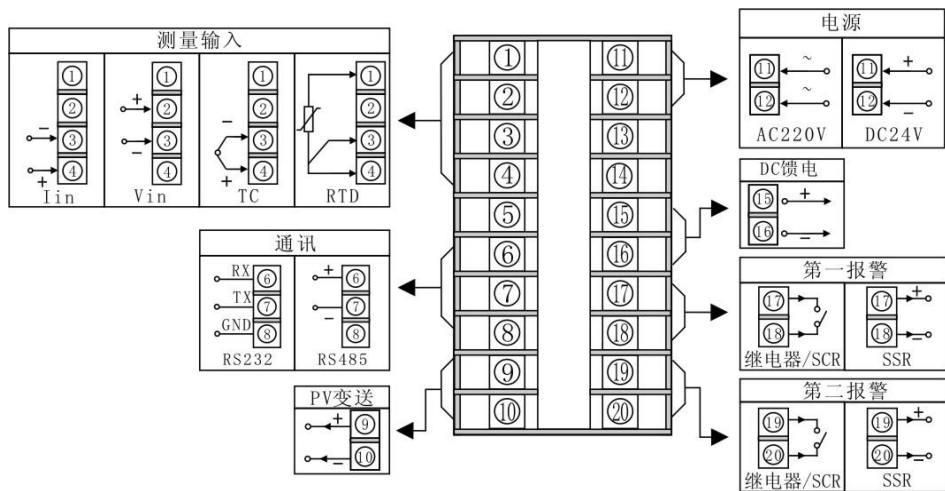 测量输入
① ① ① ①
② + ② ② ②
− ③ − ③ − ③ ③
+ ④ ④ + ④ ④
Iin Vin TC RTD
通讯
RX ⑥ + ⑥
TX ⑦ − ⑦
GND ⑧ ⑧
RS232 RS485
PV变送
+ ⑨
− ⑩
① ⑪
② ⑫
③ ⑬
④ ⑭
⑤ ⑮
⑥ ⑯
⑦ ⑰
⑧ ⑱
⑨ ⑲
⑩ ⑳
电源
⑪ ~ ⑪ +
⑫ ~ ⑫ −
AC220V DC24V
DC馈电
⑮ +
⑯ −
第一报警
⑰ ⑰ +
⑱ ⑱ −
继电器/SCR SSR
第二报警
⑲ ⑲ +
⑳ ⑳ −
继电器/SCR SSR